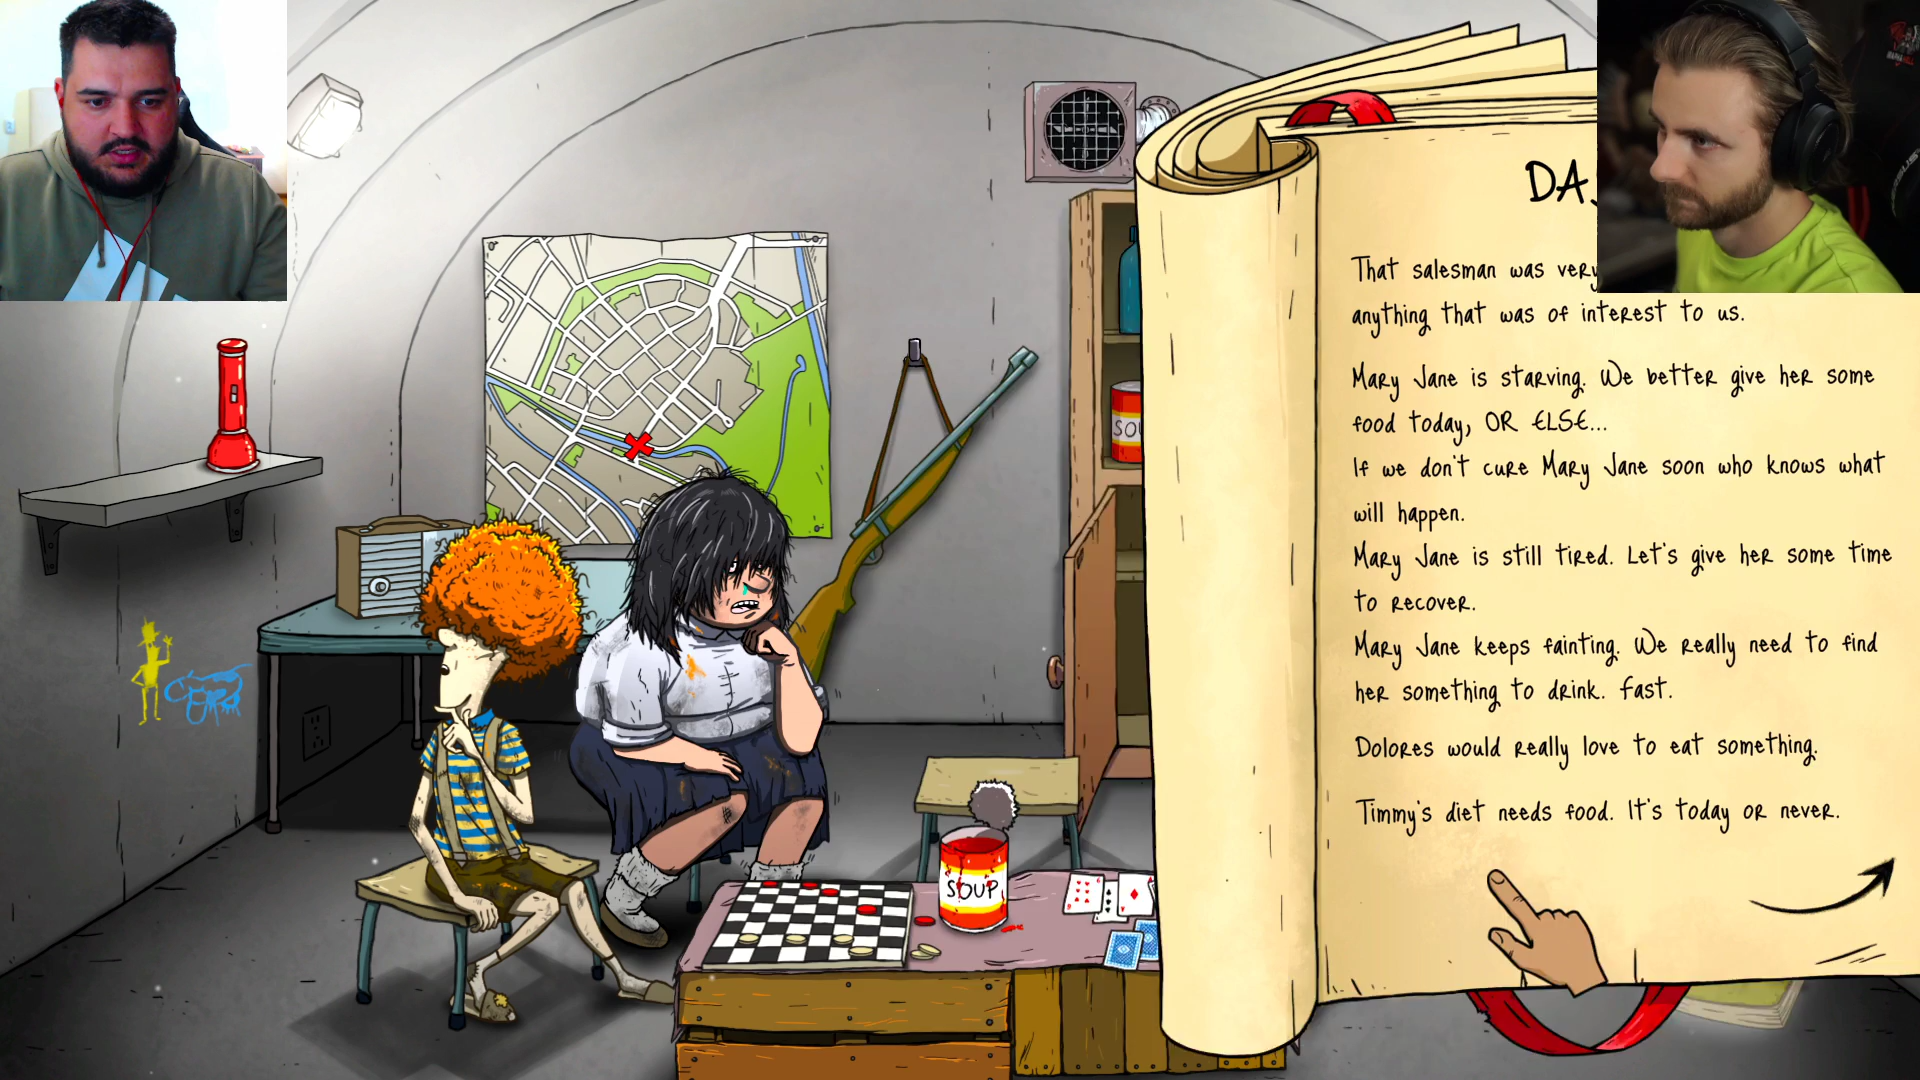 DA
That salesman was very
anything that was of interest to us.
Mary Jane is starving. We better give her some
food today, OR ELSE...
If we don't cure Mary Jane soon who knows what
will happen.
Mary Jane is still tired. Let's give her some time
to recover.
Mary Jane keeps fainting. We really need to find
her something to drink. Fast.
Dolores would really love to eat something.
Timmy's diet needs food. It's today or never.
SOU
SOUP